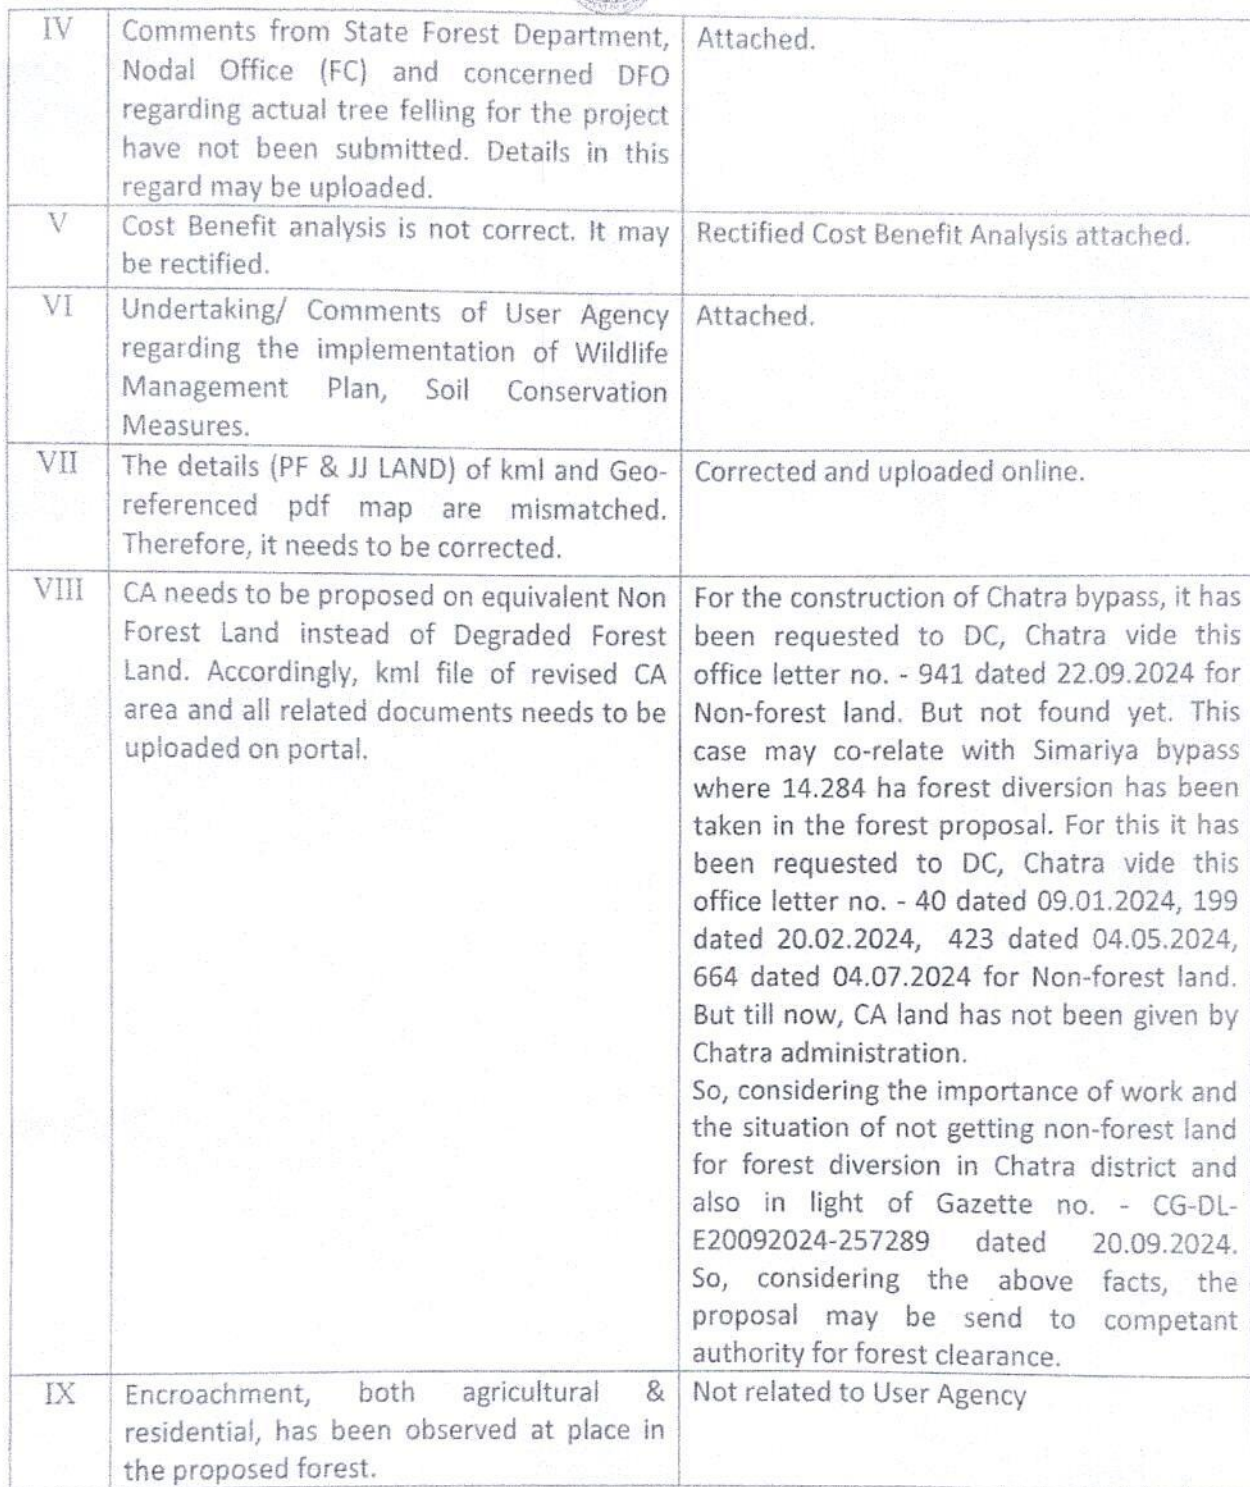 IV
Comments from State Forest Department,
Nodal Office (FC) and concerned DFO
regarding actual tree felling for the project
have not been submitted. Details in this
regard may be uploaded.
Attached.
V
Cost Benefit analysis is not correct. It may
be rectified.
Rectified Cost Benefit Analysis attached.
VI
Undertaking/ Comments of User Agency
regarding the implementation of Wildlife
Management Plan, Soil Conservation
Measures.
Attached.
VII
The details (PF & JJ LAND) of kml and Geo-
referenced pdf map are mismatched.
Therefore, it needs to be corrected.
Corrected and uploaded online.
VIII
CA needs to be proposed on equivalent Non
Forest Land instead of Degraded Forest
Land. Accordingly, kml file of revised CA
area and all related documents needs to be
uploaded on portal.
For the construction of Chatra bypass, it has
been requested to DC, Chatra vide this
office letter no. - 941 dated 22.09.2024 for
Non-forest land. But not found yet. This
case may co-relate with Simariya bypass
where 14.284 ha forest diversion has been
taken in the forest proposal. For this it has
been requested to DC, Chatra vide this
office letter no. - 40 dated 09.01.2024, 199
dated 20.02.2024, 423 dated 04.05.2024,
664 dated 04.07.2024 for Non-forest land.
But till now, CA land has not been given by
Chatra administration.
So, considering the importance of work and
the situation of not getting non-forest land
for forest diversion in Chatra district and
also in light of Gazette no. - CG-DL-
E20092024-257289 dated 20.09.2024.
So, considering the above facts, the
proposal may be send to competant
authority for forest clearance.
IX
Encroachment, both agricultural &
residential, has been observed at place in
the proposed forest.
Not related to User Agency